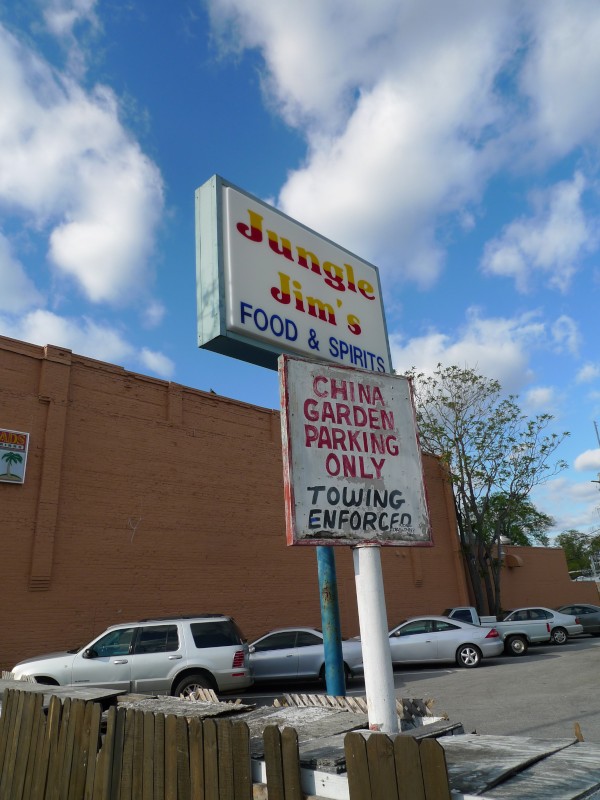 Jungle
Jim's
FOOD & SPIRITS
CHINA
GARDEN
PARKING
ONLY
TOWING
ENFORCED